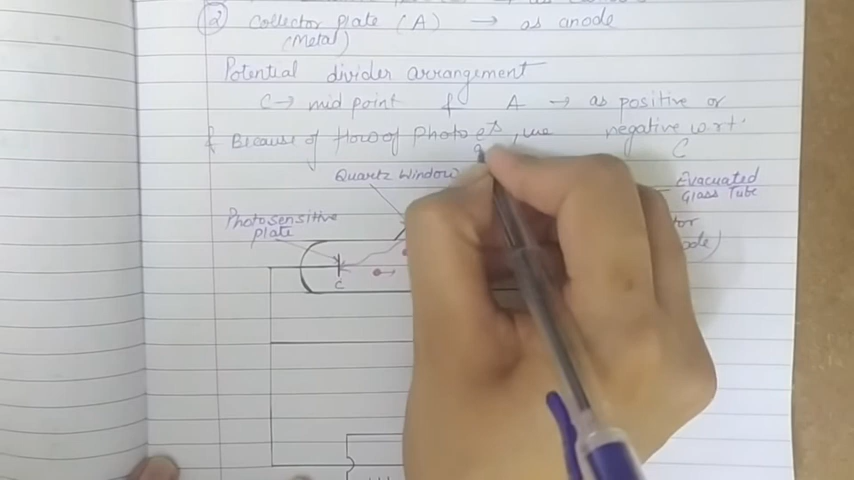 ② Collector plate (A) → as anode
(Metal)
Potential divider arrangement
C → mid point & A → as positive or
negative w.r.t.
C
& Because of flow of Photo e⁻s, we
Quartz Window
Evacuated
Glass Tube
Photosensitive
plate
C